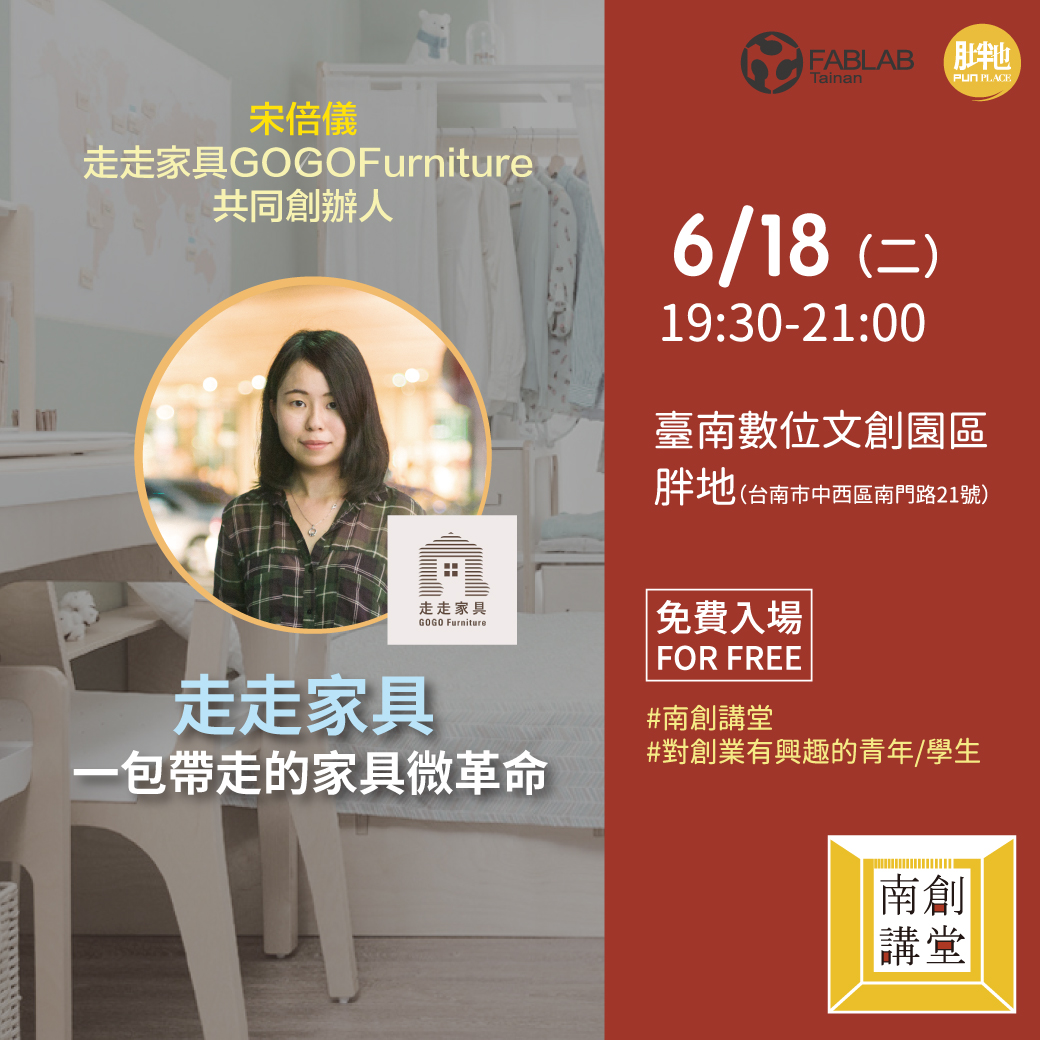 宋倍儀
走走家具GOGOFurniture
共同創辦人
走走家具
GOGO Furniture
走走家具
一包帶走的家具微革命
FABLAB
Tainan
胖地
PUN PLACE
6/18（二）
19:30-21:00
臺南數位文創園區
胖地（台南市中西區南門路21號）
免費入場
FOR FREE
#南創講堂
#對創業有興趣的青年/學生
南創
講堂